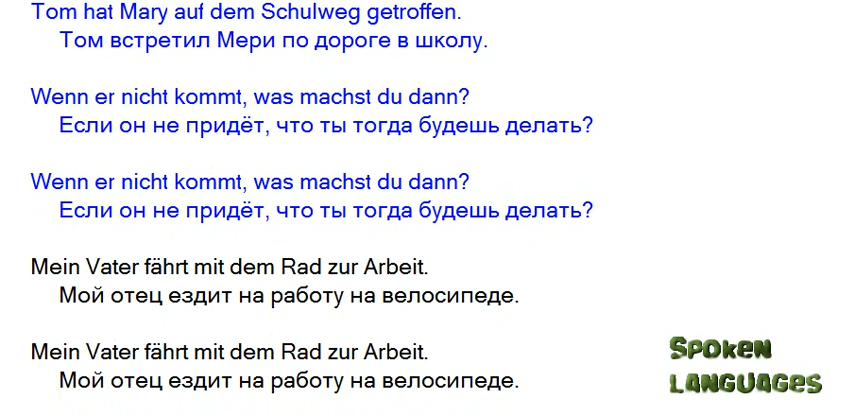 Tom hat Mary auf dem Schulweg getroffen.
Том встретил Мери по дороге в школу.
Wenn er nicht kommt, was machst du dann?
Если он не придёт, что ты тогда будешь делать?
Wenn er nicht kommt, was machst du dann?
Если он не придёт, что ты тогда будешь делать?
Mein Vater fährt mit dem Rad zur Arbeit.
Мой отец ездит на работу на велосипеде.
Mein Vater fährt mit dem Rad zur Arbeit.
Мой отец ездит на работу на велосипеде.
Spoken
Languages